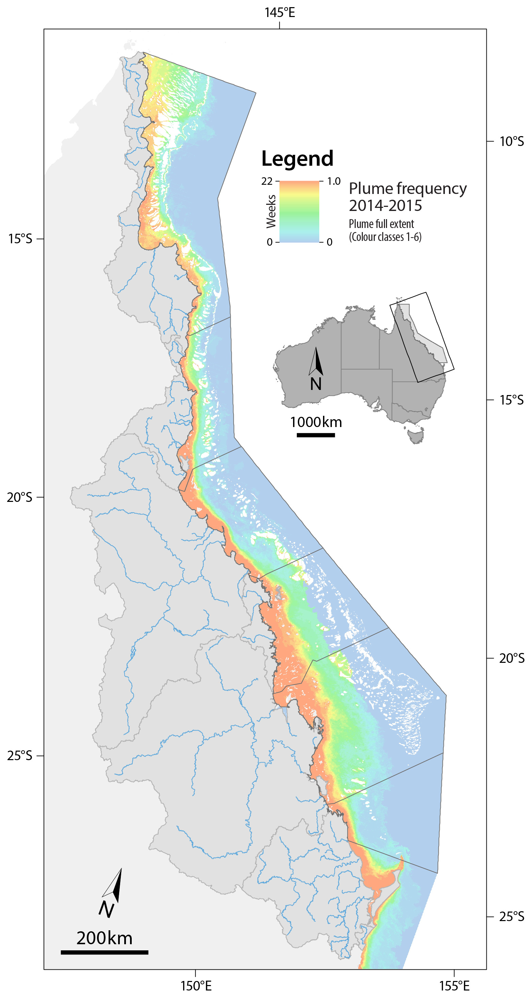 145°E
10°S
Legend
22
1.0
Weeks
0
0
Plume frequency
2014-2015
Plume full extent
(Colour classes 1-6)
15°S
N
15°S
1000km
20°S
20°S
25°S
N
200km
25°S
150°E
155°E